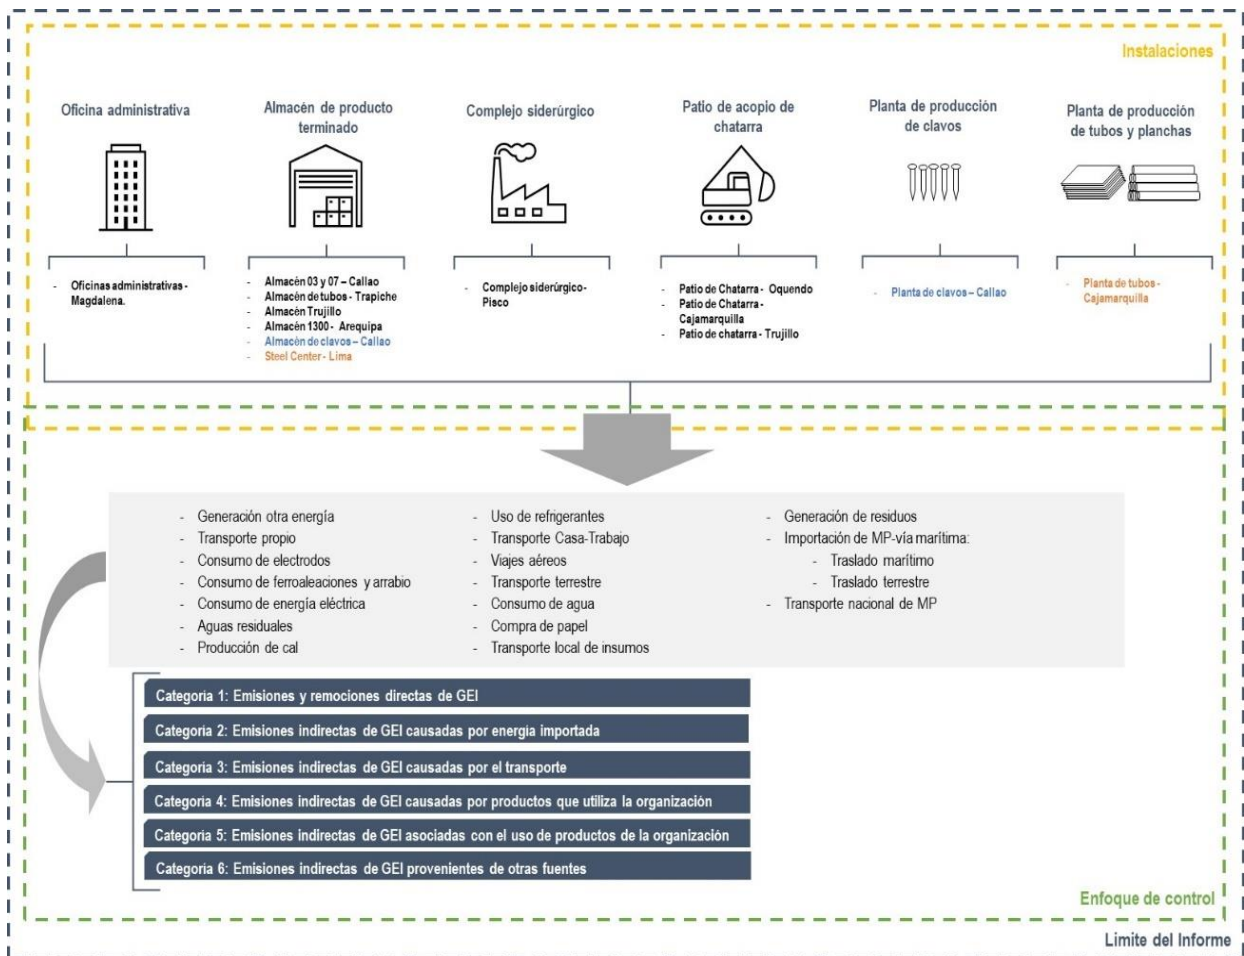 Instalaciones
Oficina administrativa
- Oficinas administrativas -
Magdalena.
Almacén de producto
terminado
- Almacén 03 y 07 – Callao
- Almacén de tubos - Trapiche
- Almacén Trujillo
- Almacén 1300 - Arequipa
- Almacén de clavos – Callao
- Steel Center - Lima
Complejo siderúrgico
- Complejo siderúrgico-
Pisco
Patio de acopio de
chatarra
- Patio de Chatarra - Oquendo
- Patio de Chatarra -
Cajamarquilla
- Patio de chatarra - Trujillo
Planta de producción
de clavos
- Planta de clavos – Callao
Planta de producción
de tubos y planchas
- Planta de tubos -
Cajamarquilla
- Generación otra energía
- Transporte propio
- Consumo de electrodos
- Consumo de ferroaleaciones y arrabio
- Consumo de energía eléctrica
- Aguas residuales
- Producción de cal
- Uso de refrigerantes
- Transporte Casa-Trabajo
- Viajes aéreos
- Transporte terrestre
- Consumo de agua
- Compra de papel
- Transporte local de insumos
- Generación de residuos
- Importación de MP-vía marítima:
- Traslado marítimo
- Traslado terrestre
- Transporte nacional de MP
Categoría 1: Emisiones y remociones directas de GEI
Categoría 2: Emisiones indirectas de GEI causadas por energía importada
Categoría 3: Emisiones indirectas de GEI causadas por el transporte
Categoría 4: Emisiones indirectas de GEI causadas por productos que utiliza la organización
Categoría 5: Emisiones indirectas de GEI asociadas con el uso de productos de la organización
Categoría 6: Emisiones indirectas de GEI provenientes de otras fuentes
Enfoque de control
Limite del Informe